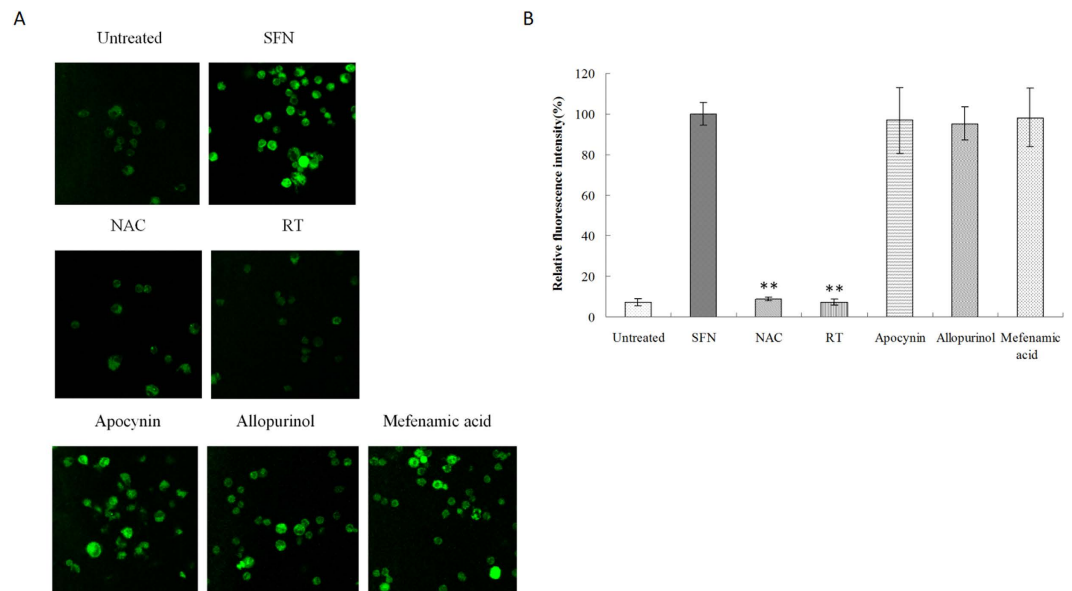 A
Untreated
SFN
NAC
RT
Apocynin
Allopurinol
Mefenamic acid
B
Relative fluorescence intensity(%)
120
100
80
60
40
20
0
**
**
Untreated
SFN
NAC
RT
Apocynin
Allopurinol
Mefenamic
acid